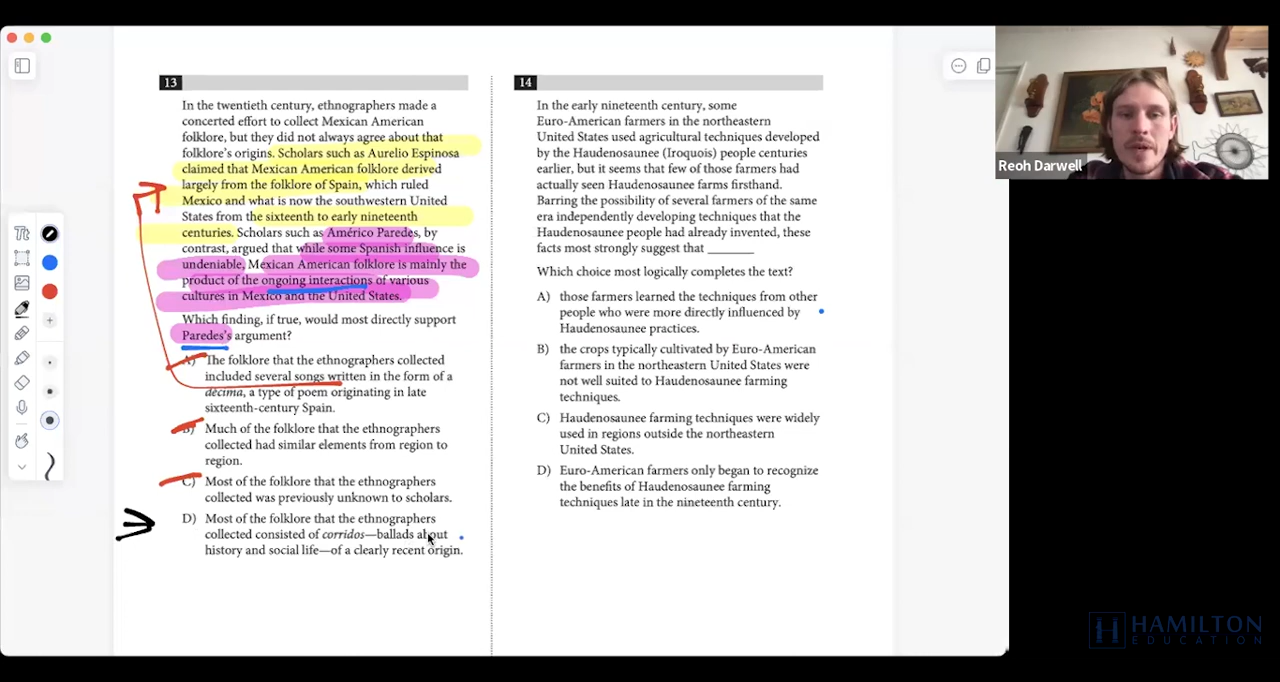 13
In the twentieth century, ethnographers made a
concerted effort to collect Mexican American
folklore, but they did not always agree about that
folklore's origins. Scholars such as Aurelio Espinosa
claimed that Mexican American folklore derived
largely from the folklore of Spain, which ruled
Mexico and what is now the southwestern United
States from the sixteenth to early nineteenth
centuries. Scholars such as Américo Paredes, by
contrast, argued that while some Spanish influence is
undeniable, Mexican American folklore is mainly the
product of the ongoing interactions of various
cultures in Mexico and the United States.
Which finding, if true, would most directly support
Paredes's argument?
A) The folklore that the ethnographers collected
included several songs written in the form of a
décima, a type of poem originating in late
sixteenth-century Spain.
B) Much of the folklore that the ethnographers
collected had similar elements from region to
region.
C) Most of the folklore that the ethnographers
collected was previously unknown to scholars.
D) Most of the folklore that the ethnographers
collected consisted of corridos—ballads about
history and social life—of a clearly recent origin.
14
In the early nineteenth century, some
Euro-American farmers in the northeastern
United States used agricultural techniques developed
by the Haudenosaunee (Iroquois) people centuries
earlier, but it seems that few of those farmers had
actually seen Haudenosaunee farms firsthand.
Barring the possibility of several farmers of the same
era independently developing techniques that the
Haudenosaunee people had already invented, these
facts most strongly suggest that ______
Which choice most logically completes the text?
A) those farmers learned the techniques from other
people who were more directly influenced by
Haudenosaunee practices.
B) the crops typically cultivated by Euro-American
farmers in the northeastern United States were
not well suited to Haudenosaunee farming
techniques.
C) Haudenosaunee farming techniques were widely
used in regions outside the northeastern
United States.
D) Euro-American farmers only began to recognize
the benefits of Haudenosaunee farming
techniques late in the nineteenth century.
Reoh Darwell
HAMILTON
EDUCATION